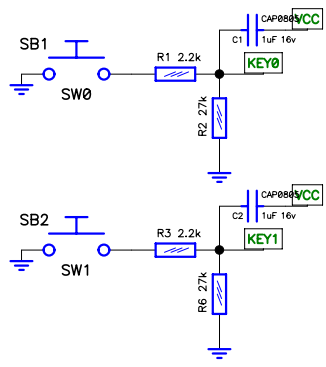 CAP0805
VCC
SB1
R1 2.2k
C1
1uF 16v
KEY0
SW0
R2 27k
CAP0805
VCC
SB2
R3 2.2k
C2
1uF 16v
KEY1
SW1
R6 27k